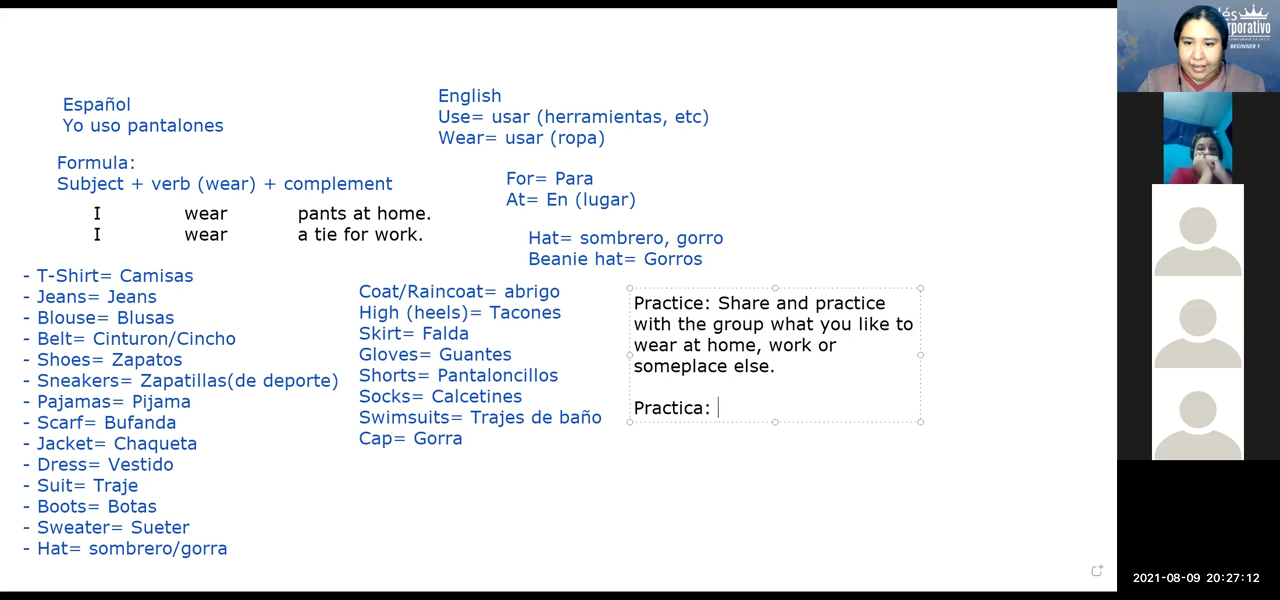 Español
Yo uso pantalones
English
Use= usar (herramientas, etc)
Wear= usar (ropa)
Formula:
Subject + verb (wear) + complement
I wear pants at home.
I wear a tie for work.
For= Para
At= En (lugar)
Hat= sombrero, gorro
Beanie hat= Gorros
- T-Shirt= Camisas
- Jeans= Jeans
- Blouse= Blusas
- Belt= Cinturon/Cincho
- Shoes= Zapatos
- Sneakers= Zapatillas(de deporte)
- Pajamas= Pijama
- Scarf= Bufanda
- Jacket= Chaqueta
- Dress= Vestido
- Suit= Traje
- Boots= Botas
- Sweater= Sueter
- Hat= sombrero/gorra
Coat/Raincoat= abrigo
High (heels)= Tacones
Skirt= Falda
Gloves= Guantes
Shorts= Pantaloncillos
Socks= Calcetines
Swimsuits= Trajes de baño
Cap= Gorra
Practice: Share and practice
with the group what you like to
wear at home, work or
someplace else.
Practica:
lés
rporativo
BEGINNER 1
2021-08-09 20:27:12